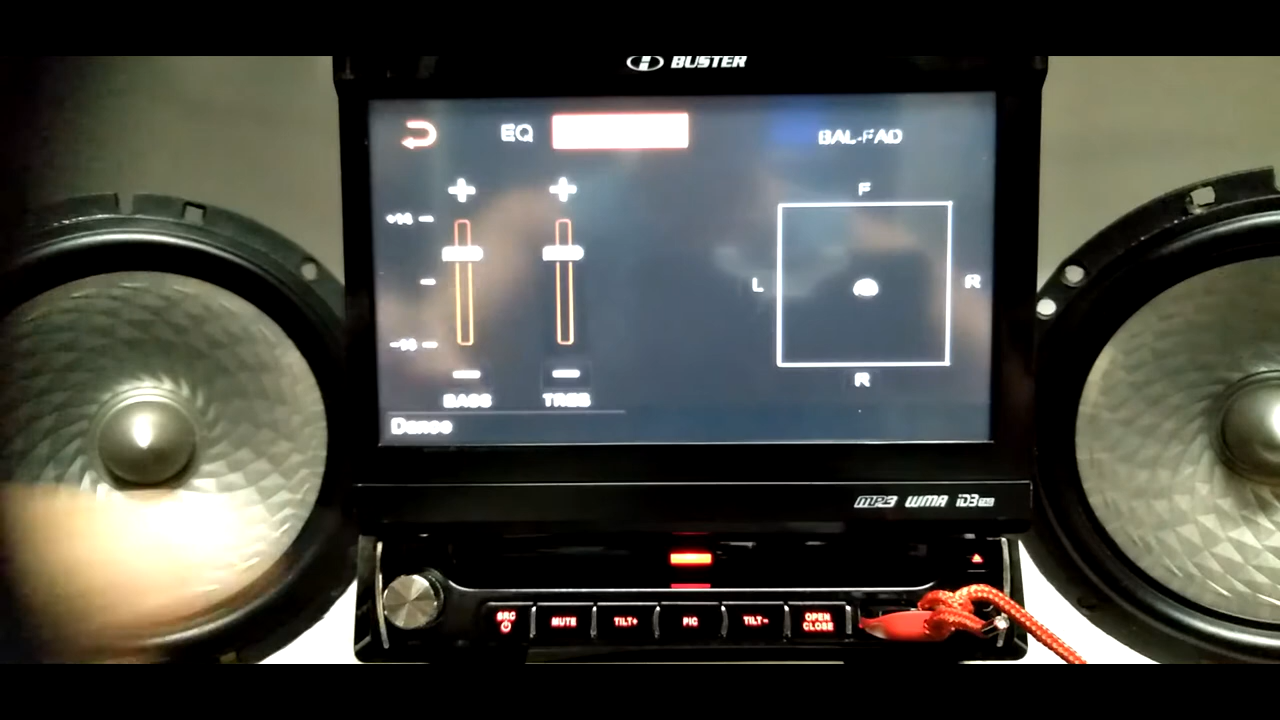 BUSTER
EQ
BAL-FAD
F
+14
L
R
-14
R
BASS TREB
Dance
MP3 WMA ID3
SRC MUTE TILT+ PIC TILT- OPEN CLOSE